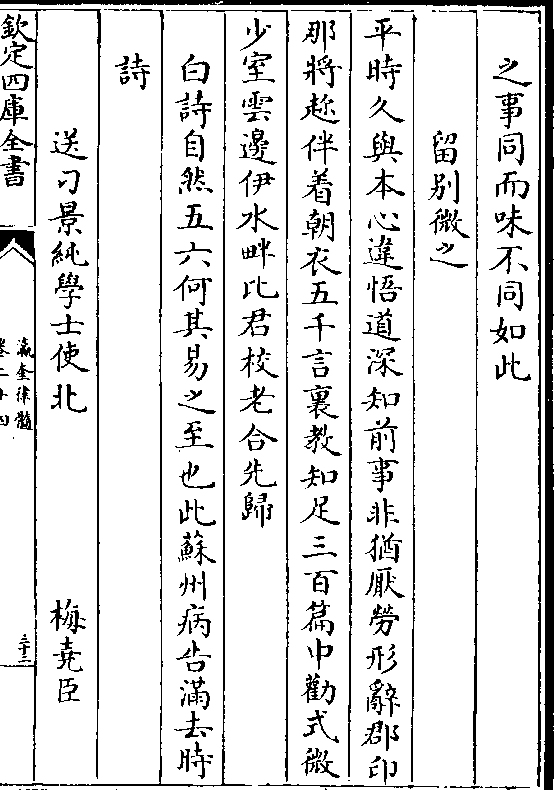 之事同而味不同如此
留別微之
平時久與本心違悟道深知前事非猶厭勞形辭郡印
那將趂伴着朝衣五千言裏教知足三百篇中勸式微
少室雲邊伊水畔比君校老合先歸
白詩自然五六何其易之至也此蘇州病告滿去時
詩
送刁景純學士使北 梅堯臣
欽定四庫全書
瀛奎律髓
卷二十四
三十二